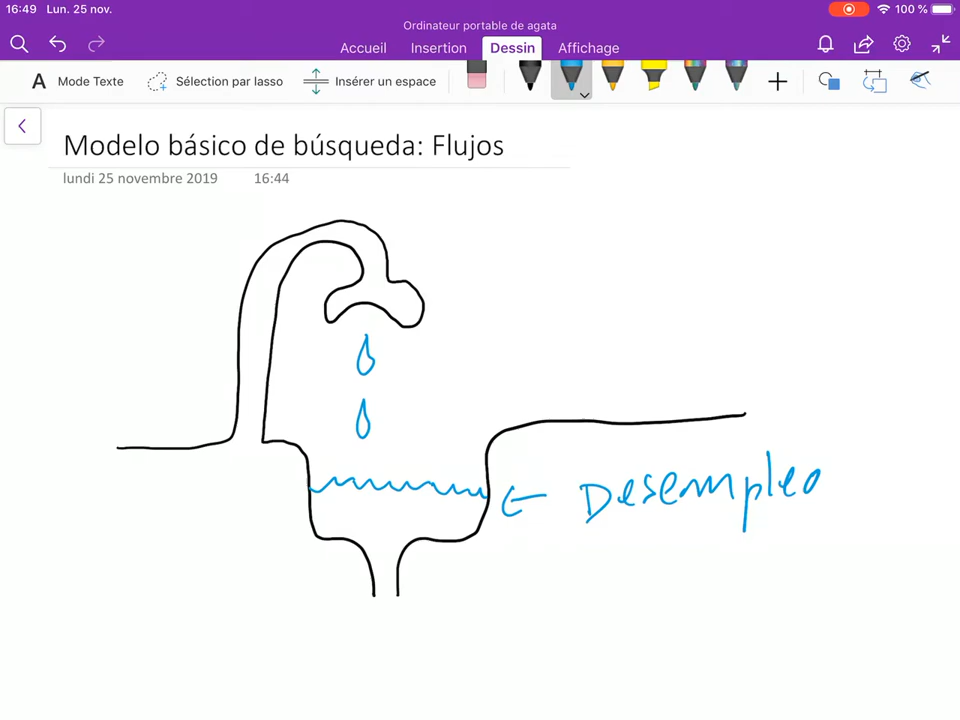 16:49 Lun. 25 nov. 100 %
Ordinateur portable de agata
Accueil Insertion Dessin Affichage
A Mode Texte Sélection par lasso Insérer un espace
Modelo básico de búsqueda: Flujos
lundi 25 novembre 2019 16:44
← Desempleo